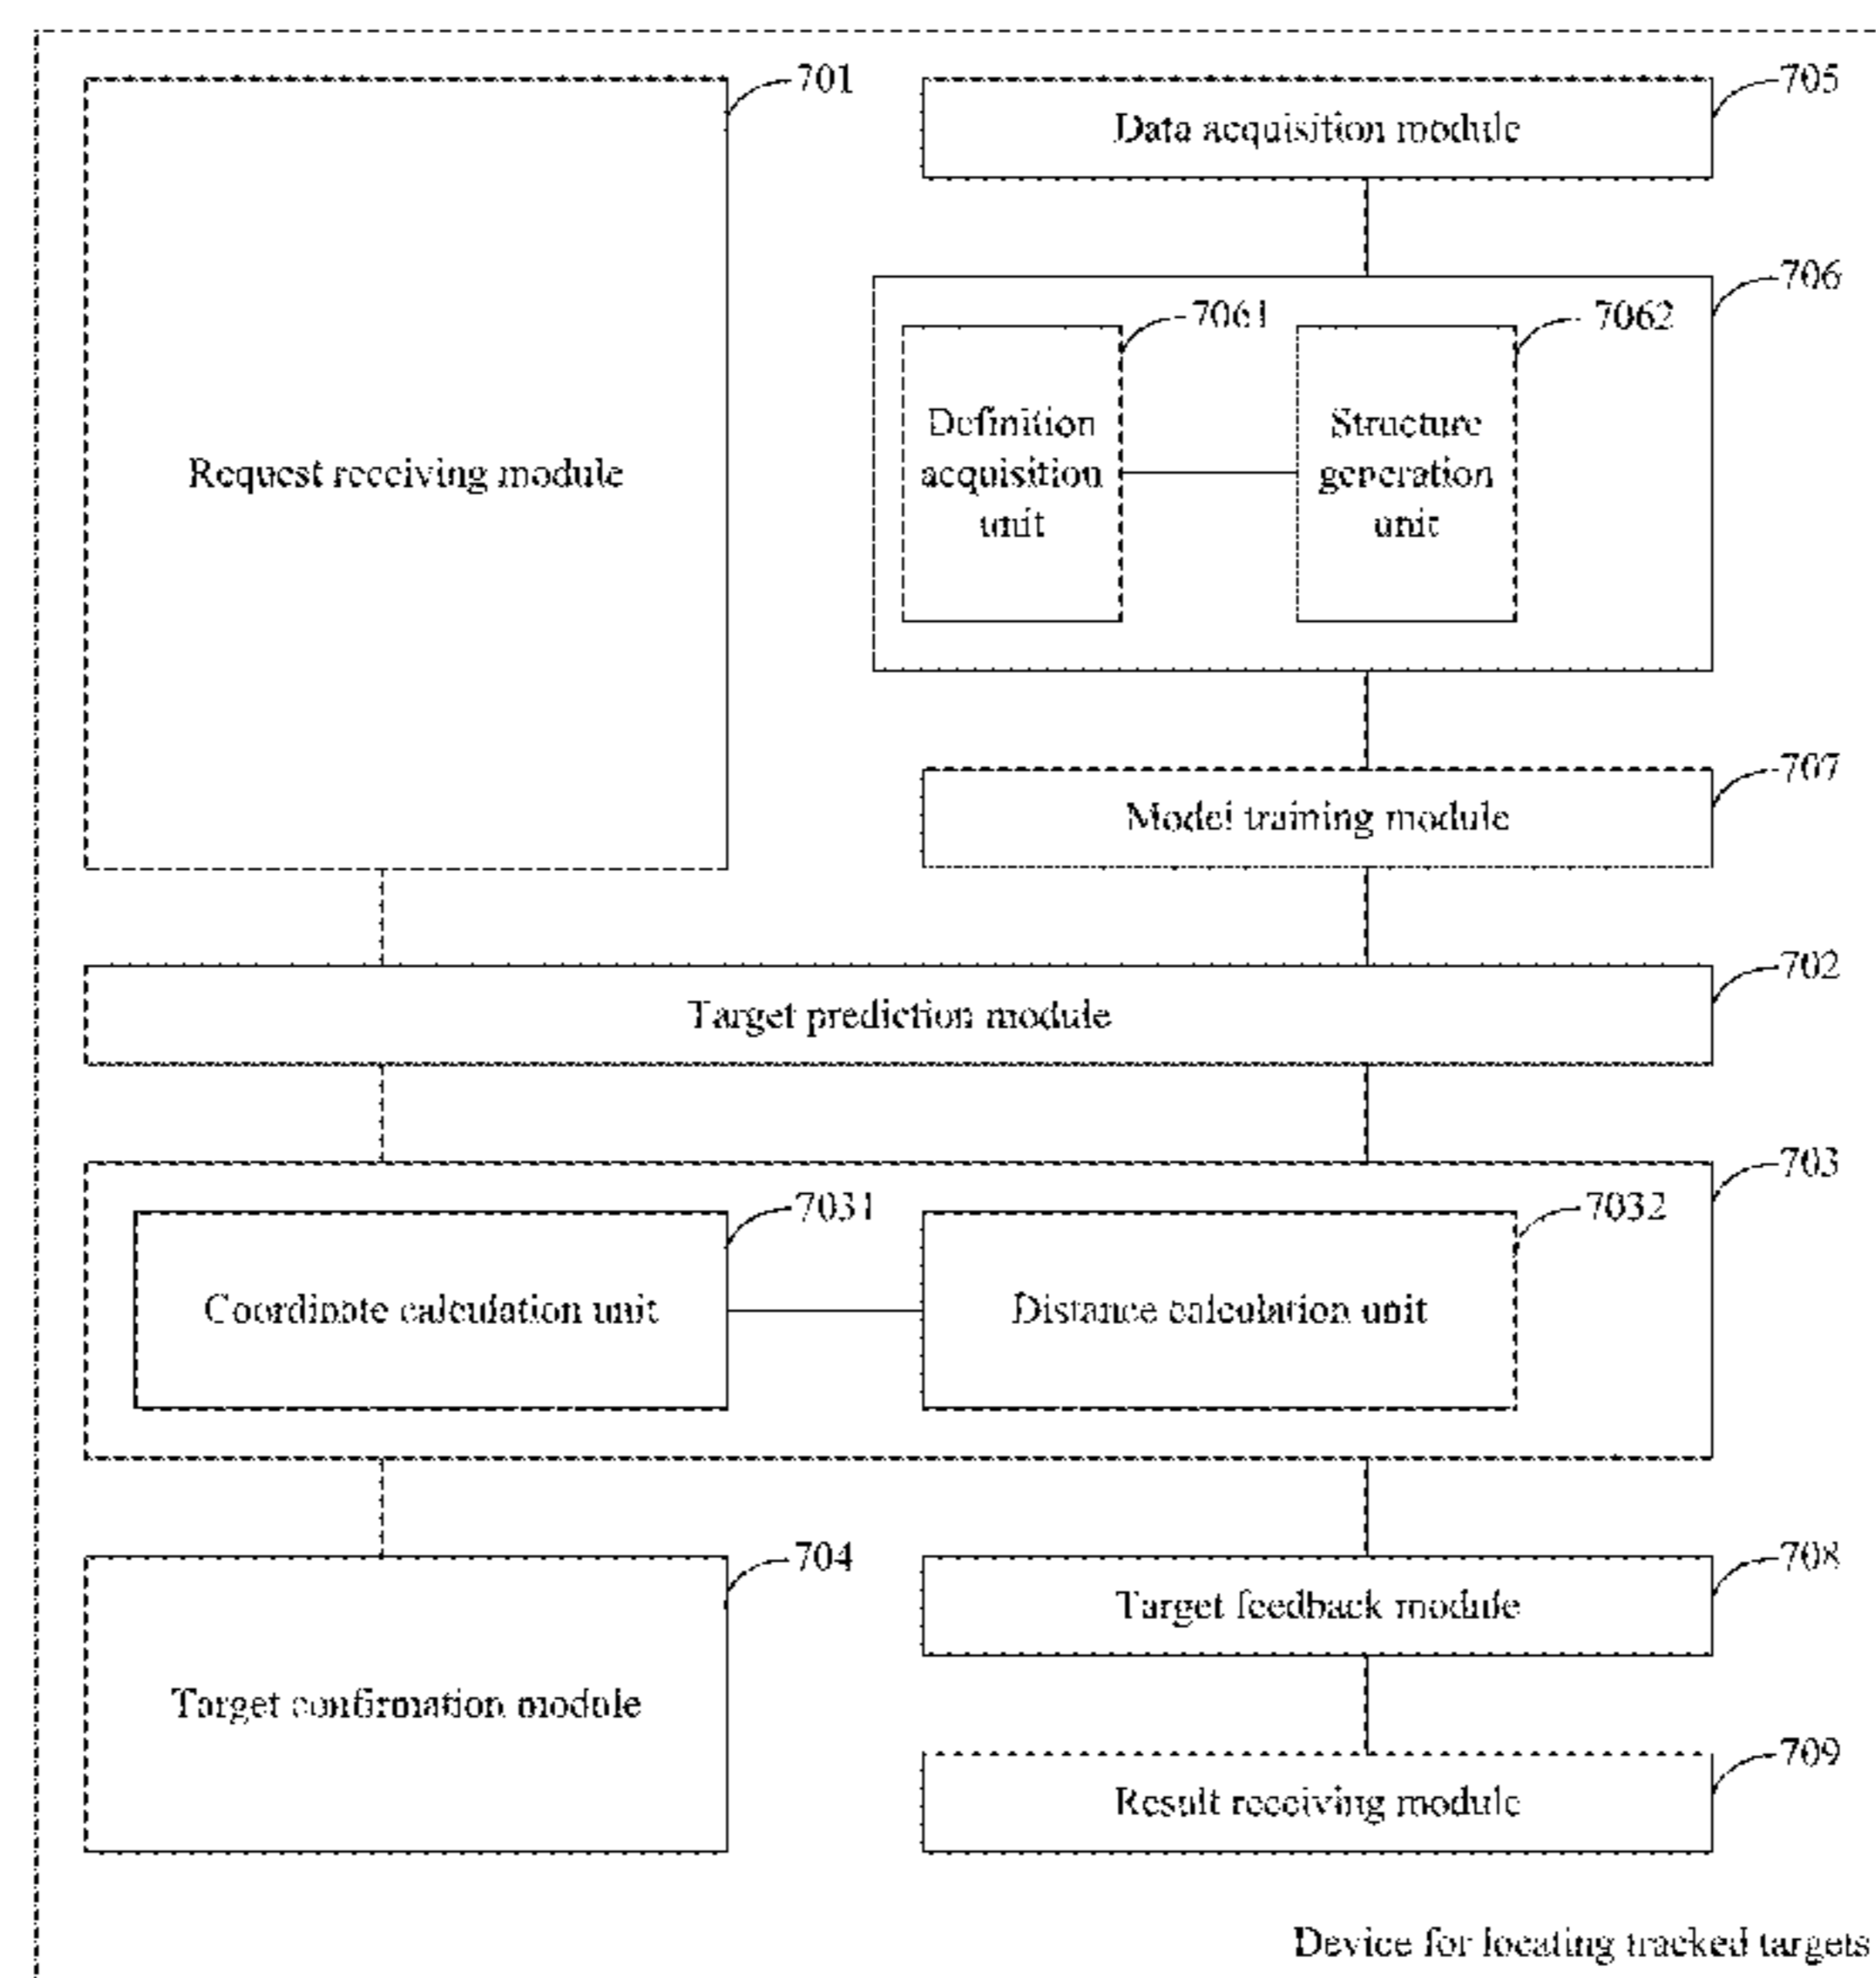 701
705
Data acquisition module
706
7061
7062
Definition
acquisition
unit
Structure
generation
unit
Request receiving module
707
Model training module
702
Target prediction module
703
7031
7032
Coordinate calculation unit
Distance calculation unit
704
708
Target feedback module
Target confirmation module
709
Result receiving module
Device for locating tracked targets